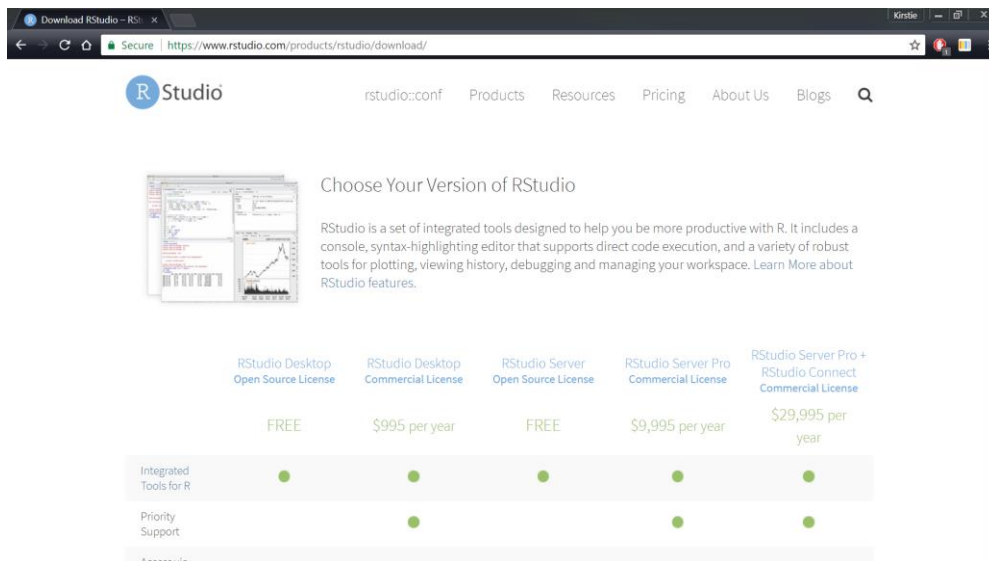 Download RStudio – RSt
Kirstie
Secure https://www.rstudio.com/products/rstudio/download/
R Studio
rstudio::conf Products Resources Pricing About Us Blogs
Choose Your Version of RStudio
RStudio is a set of integrated tools designed to help you be more productive with R. It includes a
console, syntax-highlighting editor that supports direct code execution, and a variety of robust
tools for plotting, viewing history, debugging and managing your workspace. Learn More about
RStudio features.
RStudio Desktop
Open Source License
FREE
RStudio Desktop
Commercial License
$995 per year
RStudio Server
Open Source License
FREE
RStudio Server Pro
Commercial License
$9,995 per year
RStudio Server Pro +
RStudio Connect
Commercial License
$29,995 per
year
Integrated
Tools for R
Priority
Support